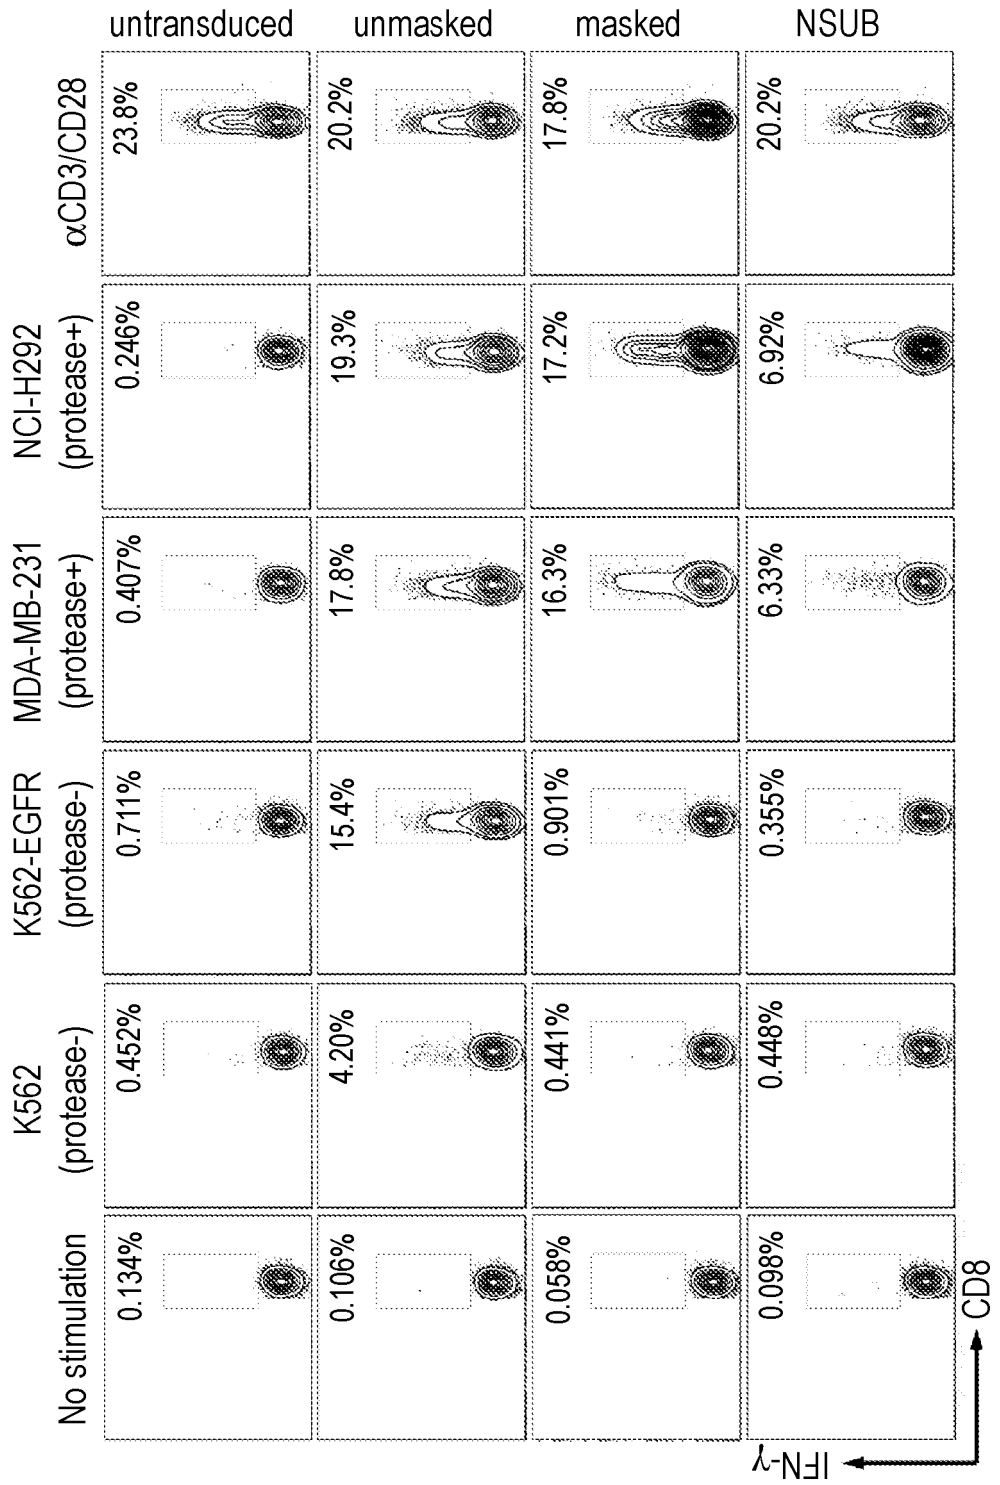 No stimulation
K562
(protease-)
K562-EGFR
(protease-)
MDA-MB-231
(protease+)
NCI-H292
(protease+)
αCD3/CD28
0.134%
0.452%
0.711%
0.407%
0.246%
23.8%
untransduced
0.106%
4.20%
15.4%
17.8%
19.3%
20.2%
unmasked
0.058%
0.441%
0.901%
16.3%
17.2%
17.8%
masked
0.098%
0.448%
0.355%
6.33%
6.92%
20.2%
NSUB
IFN-γ
CD8